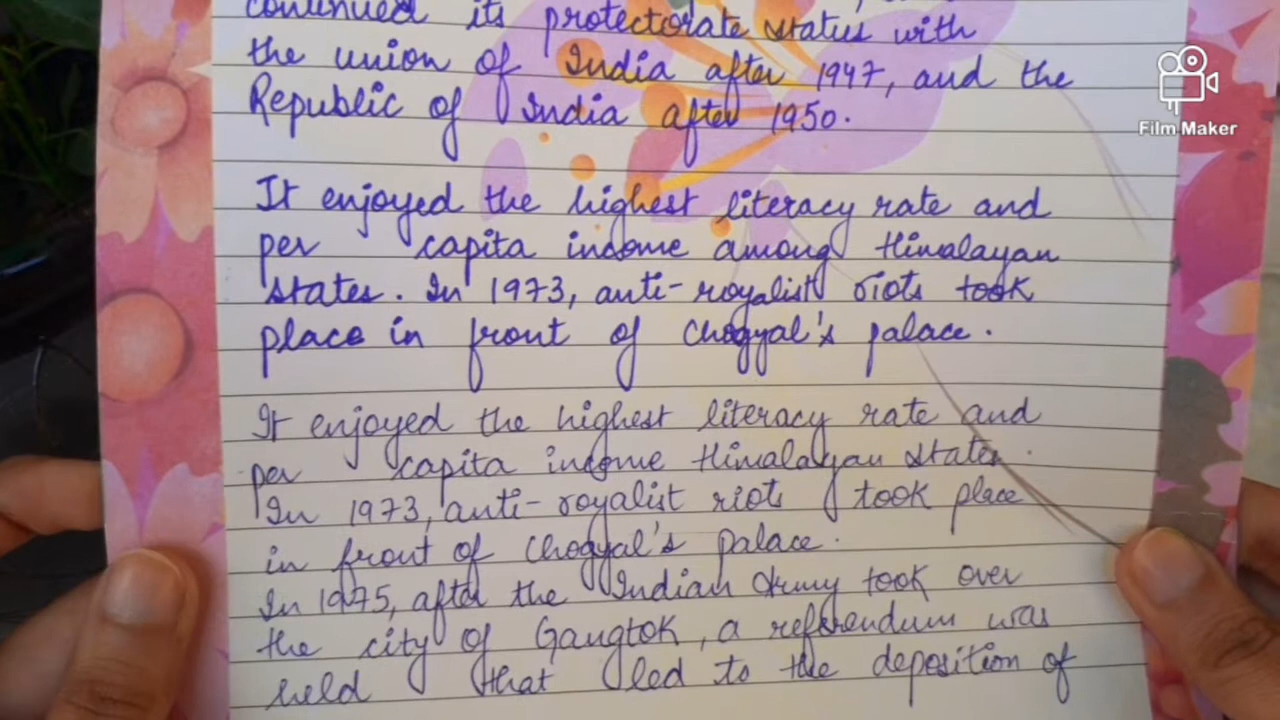 continued its protectorate status with
the union of India after 1947, and the
Republic of India after 1950.
It enjoyed the highest literacy rate and
per capita income among Himalayan
states. In 1973, anti-royalist riots took
place in front of Chogyal's palace.
It enjoyed the highest literacy rate and
per capita income Himalayan states.
In 1973, anti-royalist riots took place
in front of Chogyal's palace.
In 1975, after the Indian Army took over
the city of Gangtok, a referendum was
held that led to the deposition of
Film Maker